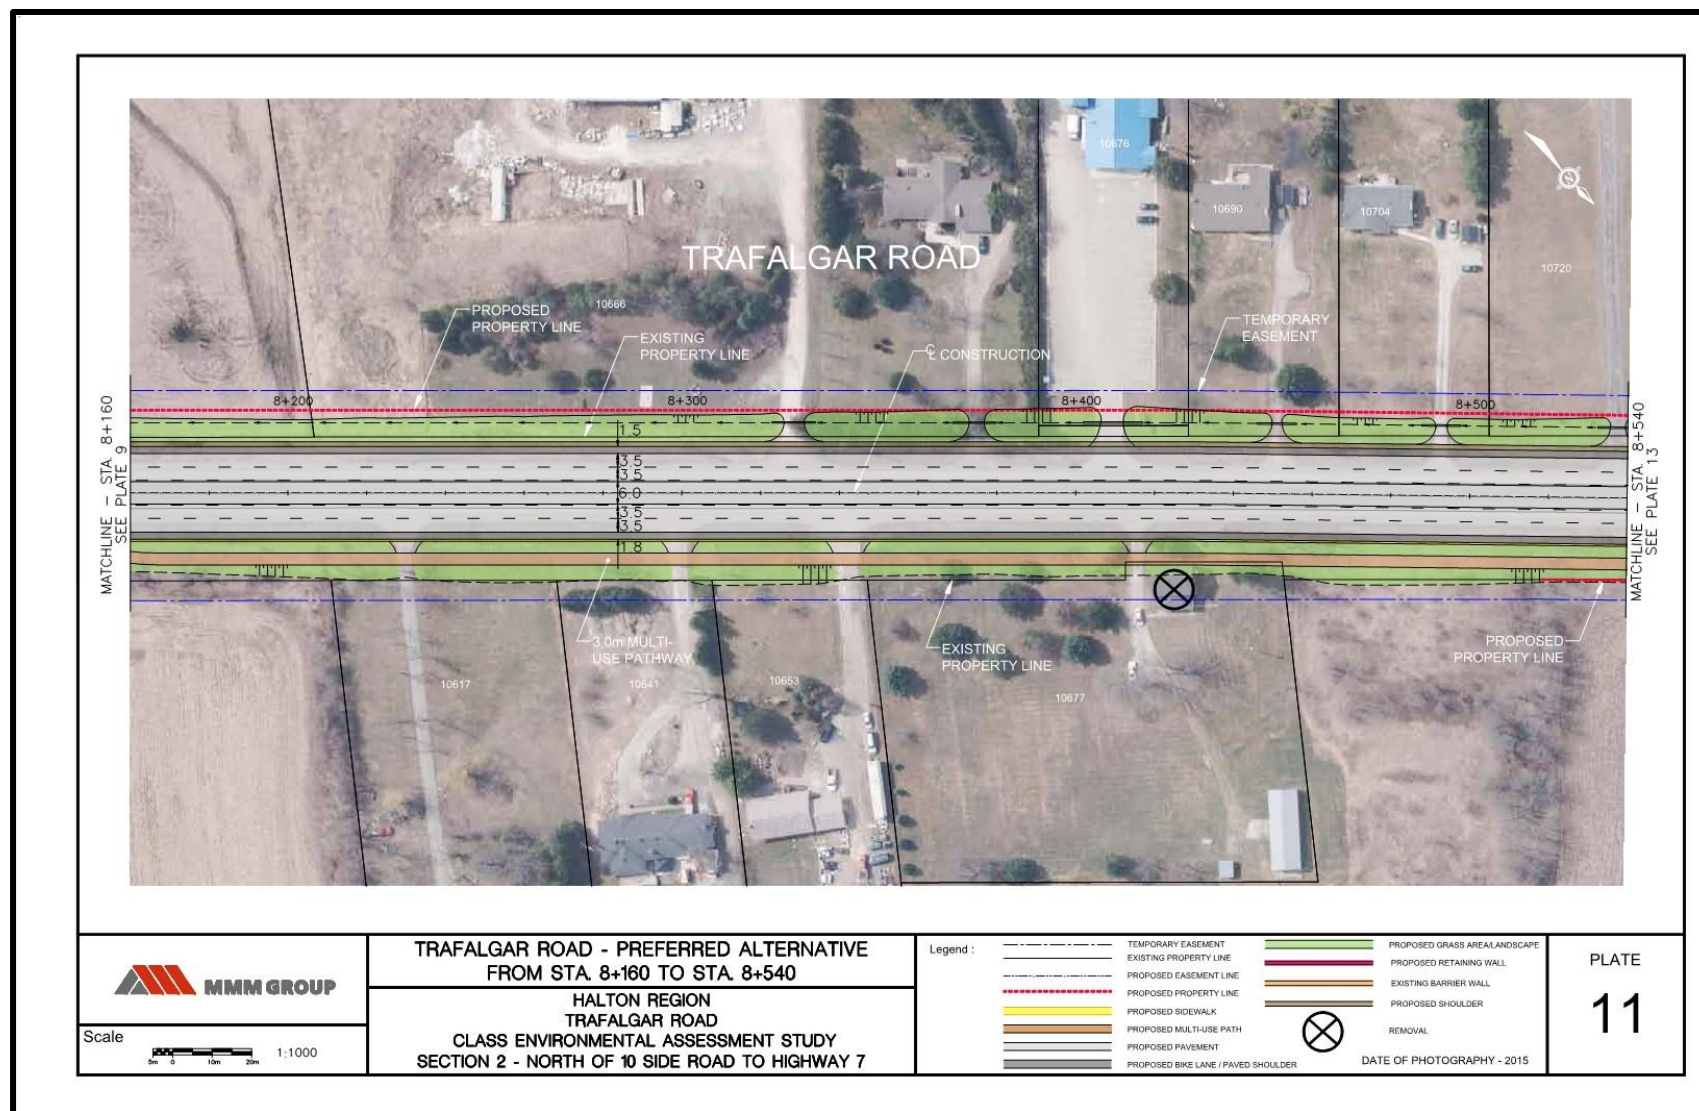 10676
10690
10704
10720
TRAFALGAR ROAD
10666
PROPOSED
PROPERTY LINE
EXISTING
PROPERTY LINE
℄ CONSTRUCTION
TEMPORARY
EASEMENT
8+200
8+300
8+400
8+500
MATCHLINE - STA. 8+160
SEE PLATE 9
MATCHLINE - STA. 8+540
SEE PLATE 13
1.5
3.5
3.5
6.0
3.5
3.5
1.8
3.0m MULTI-
USE PATHWAY
EXISTING
PROPERTY LINE
PROPOSED
PROPERTY LINE
10617
10641
10653
10677
MMM GROUP
Scale
5m 0 10m 20m
1:1000
TRAFALGAR ROAD - PREFERRED ALTERNATIVE
FROM STA. 8+160 TO STA. 8+540
HALTON REGION
TRAFALGAR ROAD
CLASS ENVIRONMENTAL ASSESSMENT STUDY
SECTION 2 - NORTH OF 10 SIDE ROAD TO HIGHWAY 7
Legend :
TEMPORARY EASEMENT
EXISTING PROPERTY LINE
PROPOSED EASEMENT LINE
PROPOSED PROPERTY LINE
PROPOSED SIDEWALK
PROPOSED MULTI-USE PATH
PROPOSED PAVEMENT
PROPOSED BIKE LANE / PAVED SHOULDER
PROPOSED GRASS AREA/LANDSCAPE
PROPOSED RETAINING WALL
EXISTING BARRIER WALL
PROPOSED SHOULDER
REMOVAL
DATE OF PHOTOGRAPHY - 2015
PLATE
11